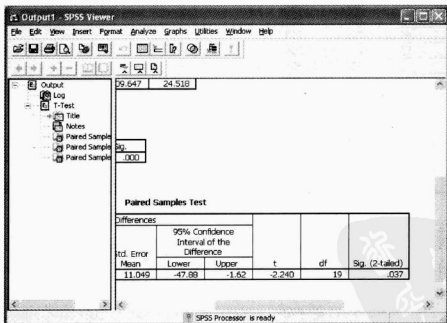 Output1 - SPSS Viewer
File Edit View Insert Format Analyze Graphs Utilities Window Help
Output
Log
T-Test
Title
Notes
Paired Sample
Paired Sample
Paired Sample
09.647 24.518
Sig.
.000
Paired Samples Test
Differences
95% Confidence
Interval of the
Difference
Std. Error
Mean Lower Upper t df Sig. (2-tailed)
11.049 -47.88 -1.62 -2.240 19 .037
SPSS Processor is ready